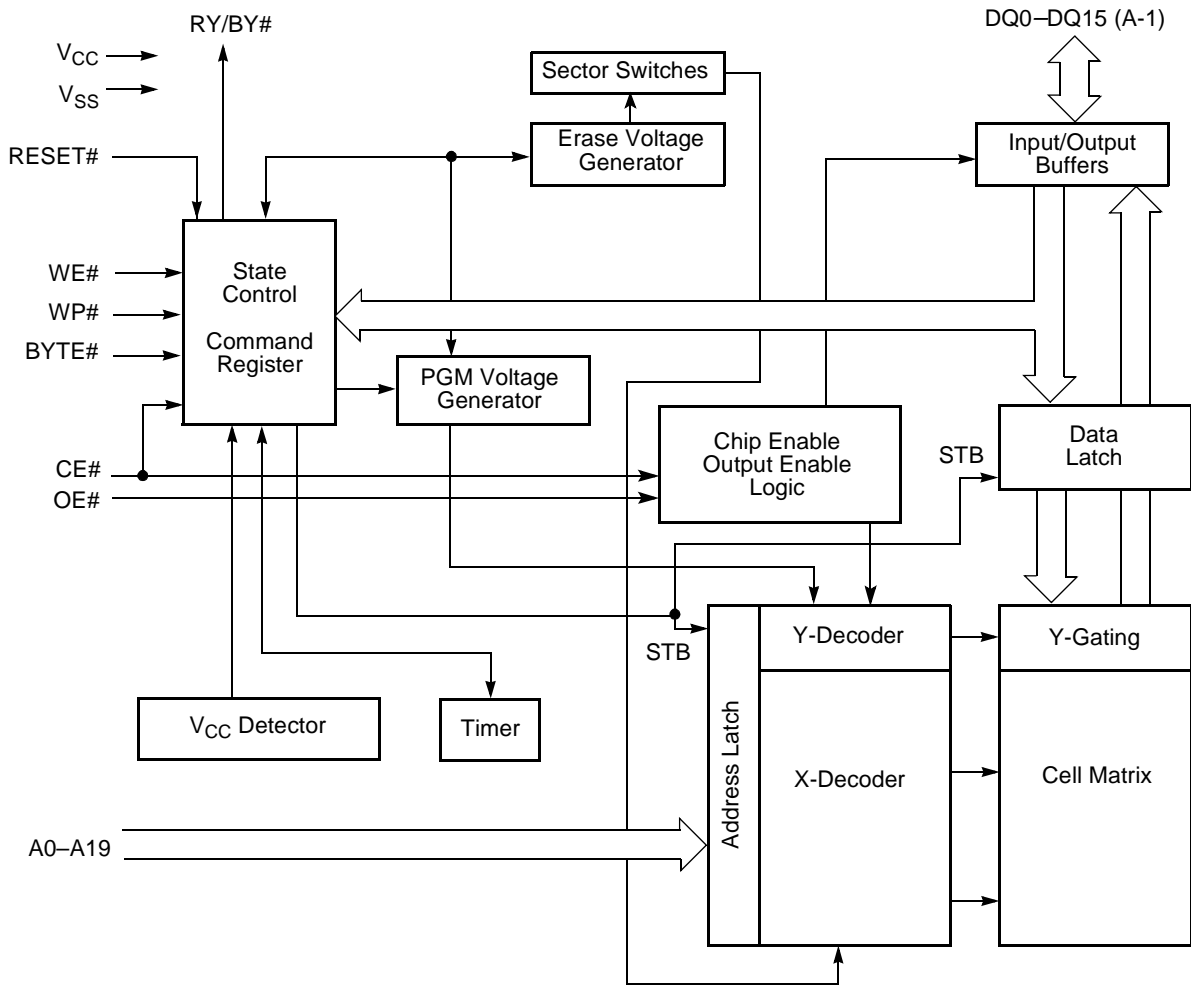 RY/BY#
DQ0–DQ15 (A-1)
VCC
VSS
Sector Switches
Erase Voltage
Generator
Input/Output
Buffers
RESET#
WE#
WP#
BYTE#
State
Control
Command
Register
PGM Voltage
Generator
Chip Enable
Output Enable
Logic
Data
Latch
STB
CE#
OE#
STB
Y-Decoder
Y-Gating
VCC Detector
Timer
Address Latch
X-Decoder
Cell Matrix
A0–A19